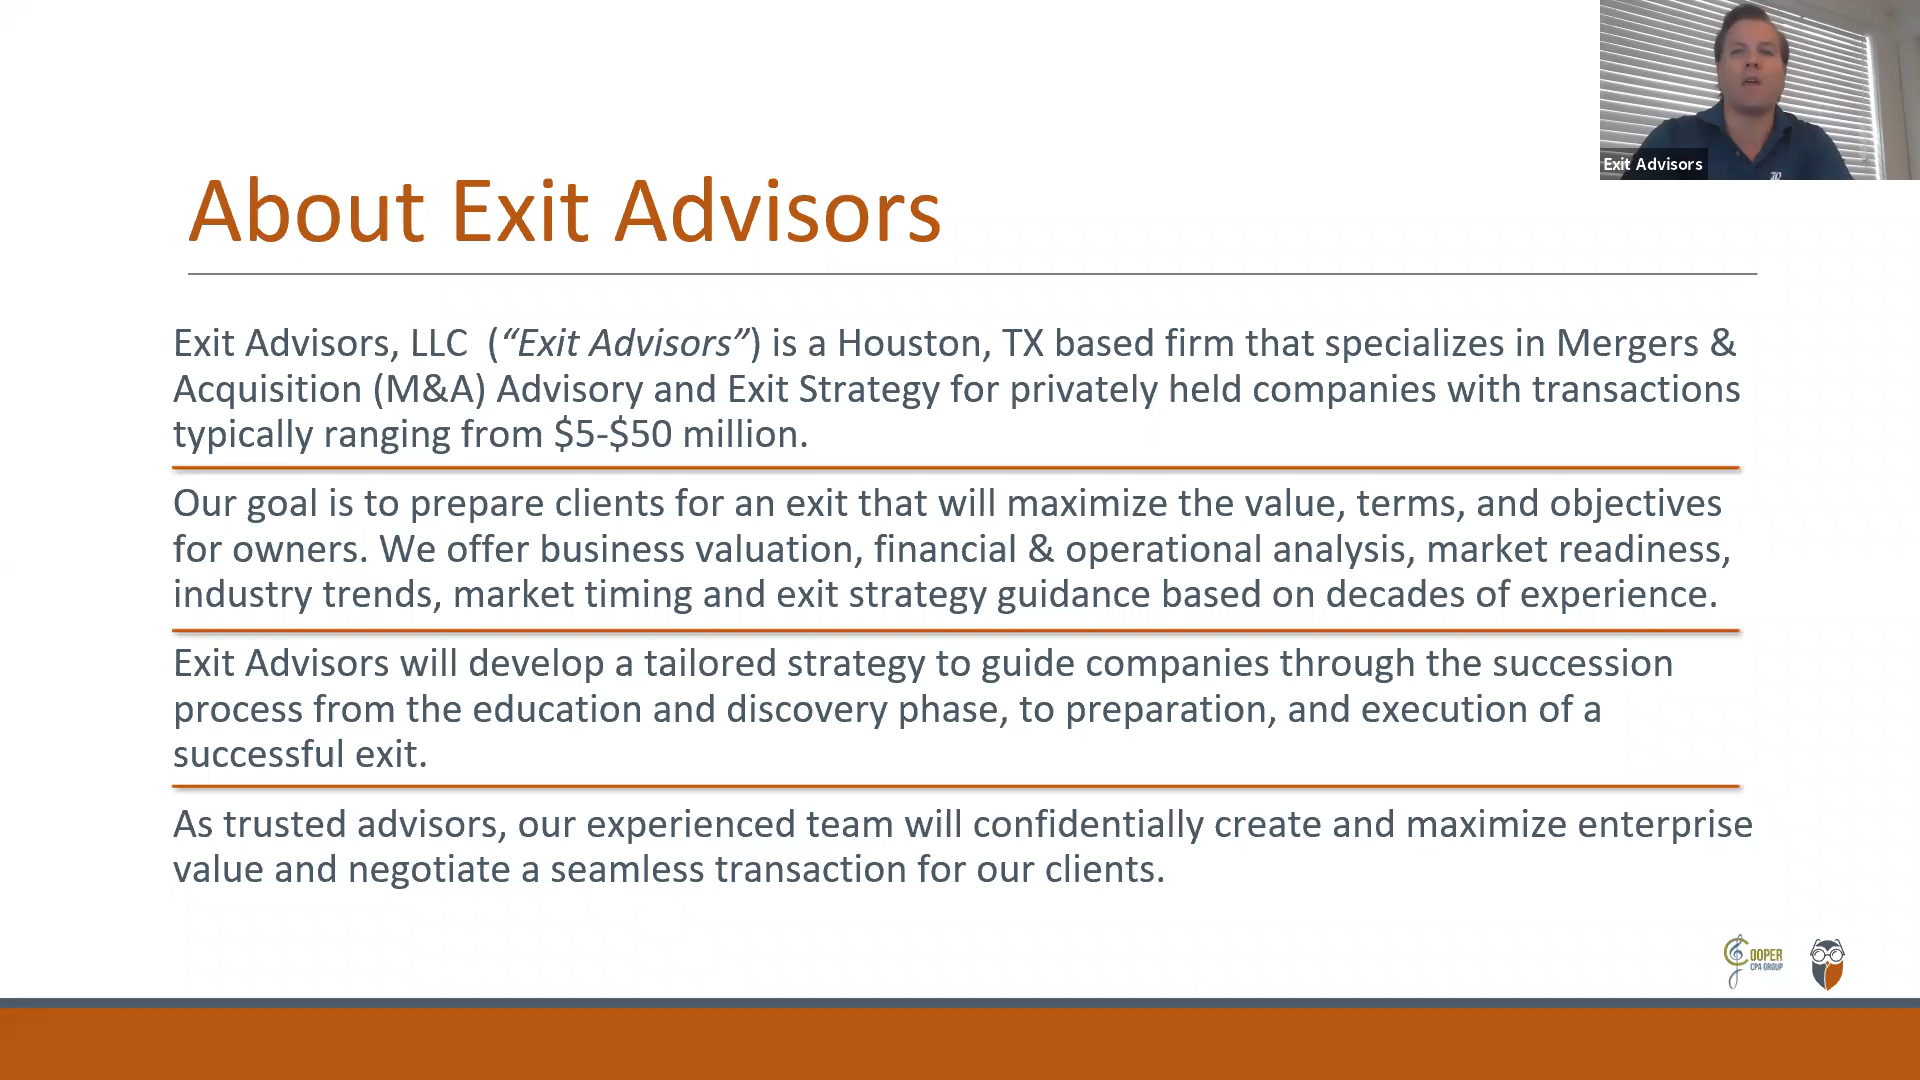 Exit Advisors
About Exit Advisors
Exit Advisors, LLC  (“Exit Advisors”) is a Houston, TX based firm that specializes in Mergers &
Acquisition (M&A) Advisory and Exit Strategy for privately held companies with transactions
typically ranging from $5-$50 million.
Our goal is to prepare clients for an exit that will maximize the value, terms, and objectives
for owners. We offer business valuation, financial & operational analysis, market readiness,
industry trends, market timing and exit strategy guidance based on decades of experience.
Exit Advisors will develop a tailored strategy to guide companies through the succession
process from the education and discovery phase, to preparation, and execution of a
successful exit.
As trusted advisors, our experienced team will confidentially create and maximize enterprise
value and negotiate a seamless transaction for our clients.
COOPER
CPA GROUP